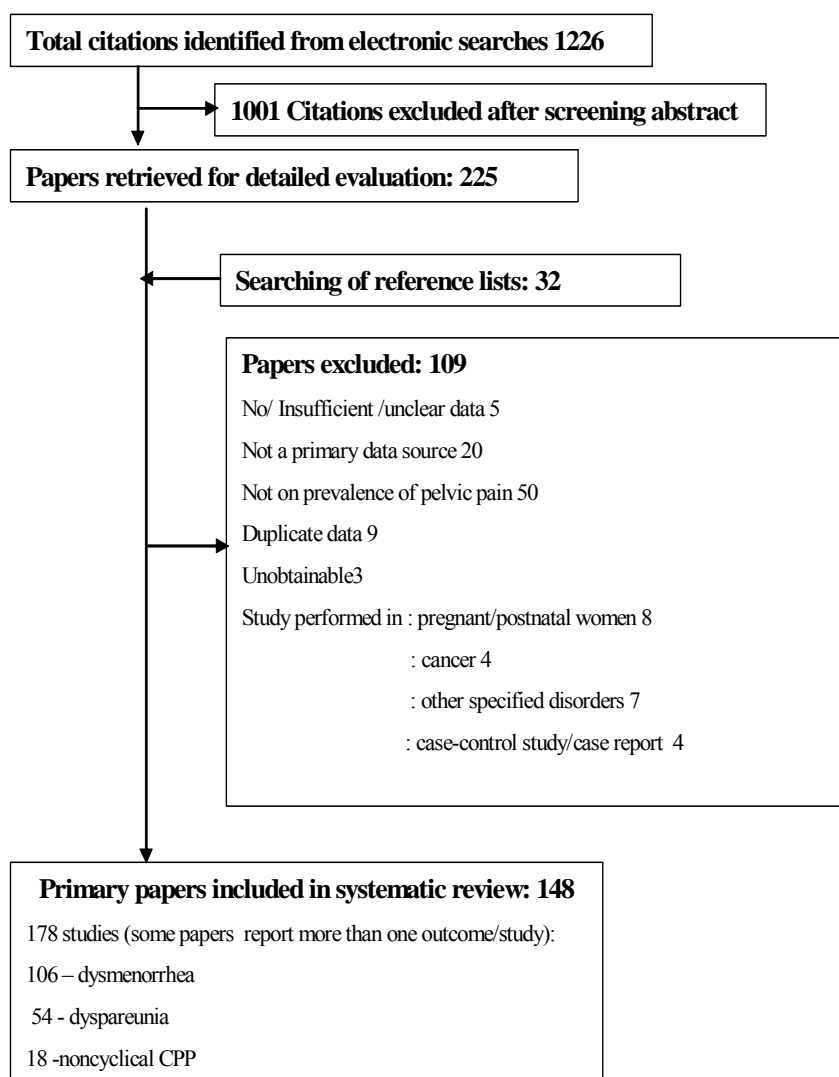 Total citations identified from electronic searches 1226
1001 Citations excluded after screening abstract
Papers retrieved for detailed evaluation: 225
Searching of reference lists: 32
Papers excluded: 109
No/ Insufficient /unclear data 5
Not a primary data source 20
Not on prevalence of pelvic pain 50
Duplicate data 9
Unobtainable3
Study performed in : pregnant/postnatal women 8
: cancer 4
: other specified disorders 7
: case-control study/case report 4
Primary papers included in systematic review: 148
178 studies (some papers report more than one outcome/study):
106 – dysmenorrhea
54 - dyspareunia
18 -noncyclical CPP